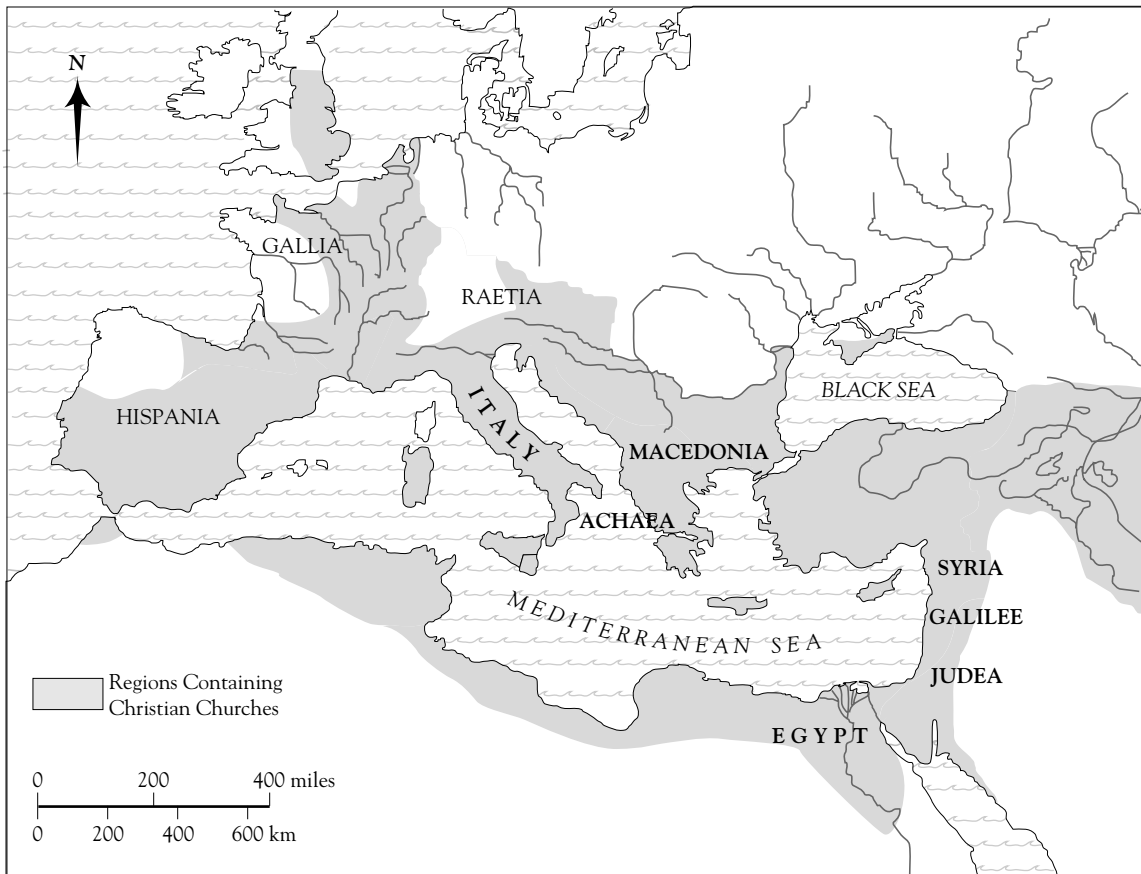 N
GALLIA
RAETIA
BLACK SEA
HISPANIA
ITALY
MACEDONIA
ACHAEA
SYRIA
MEDITERRANEAN SEA
GALILEE
JUDEA
EGYPT
Regions Containing
Christian Churches
0 200 400 miles
0 200 400 600 km